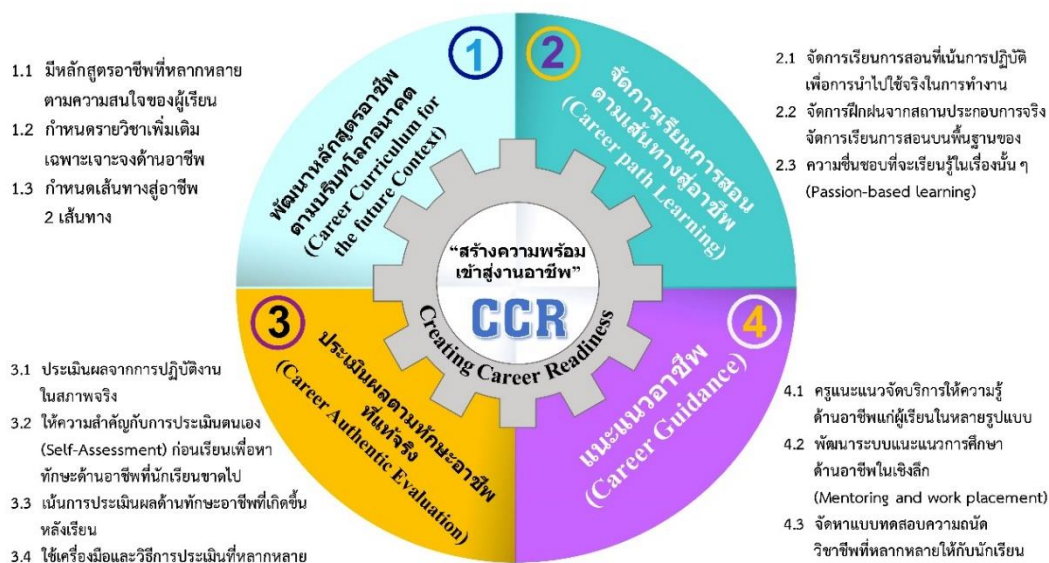 1
พัฒนาหลักสูตรอาชีพ
ตามบริบทโลกอนาคต
(Career Curriculum for
the future Context)
1.1 มีหลักสูตรอาชีพที่หลากหลาย
ตามความสนใจของผู้เรียน
1.2 กำหนดรายวิชาเพิ่มเติม
เฉพาะเจาะจงด้านอาชีพ
1.3 กำหนดเส้นทางสู่อาชีพ
2 เส้นทาง
2
จัดการเรียนการสอน
ตามเส้นทางสู่อาชีพ
(Career path Learning)
2.1 จัดการเรียนการสอนที่เน้นการปฏิบัติ
เพื่อการนำไปใช้จริงในการทำงาน
2.2 จัดการฝึกฝนจากสถานประกอบการจริง
จัดการเรียนการสอนบนพื้นฐานของ
2.3 ความชื่นชอบที่จะเรียนรู้ในเรื่องนั้น ๆ
(Passion-based learning)
“สร้างความพร้อม
เข้าสู่งานอาชีพ”
CCR
Creating Career Readiness
3
ประเมินผลตามทักษะอาชีพ
ที่แท้จริง
(Career Authentic Evaluation)
3.1 ประเมินผลจากการปฏิบัติงาน
ในสภาพจริง
3.2 ให้ความสำคัญกับการประเมินตนเอง
(Self-Assessment) ก่อนเรียนเพื่อหา
ทักษะด้านอาชีพที่นักเรียนขาดไป
3.3 เน้นการประเมินผลด้านทักษะอาชีพที่เกิดขึ้น
หลังเรียน
3.4 ใช้เครื่องมือและวิธีการประเมินที่หลากหลาย
4
แนะแนวอาชีพ
(Career Guidance)
4.1 ครูแนะแนวจัดบริการให้ความรู้
ด้านอาชีพแก่ผู้เรียนในหลายรูปแบบ
4.2 พัฒนาระบบแนะแนวการศึกษา
ด้านอาชีพในเชิงลึก
(Mentoring and work placement)
4.3 จัดหาแบบทดสอบความถนัด
วิชาชีพที่หลากหลายให้กับนักเรียน